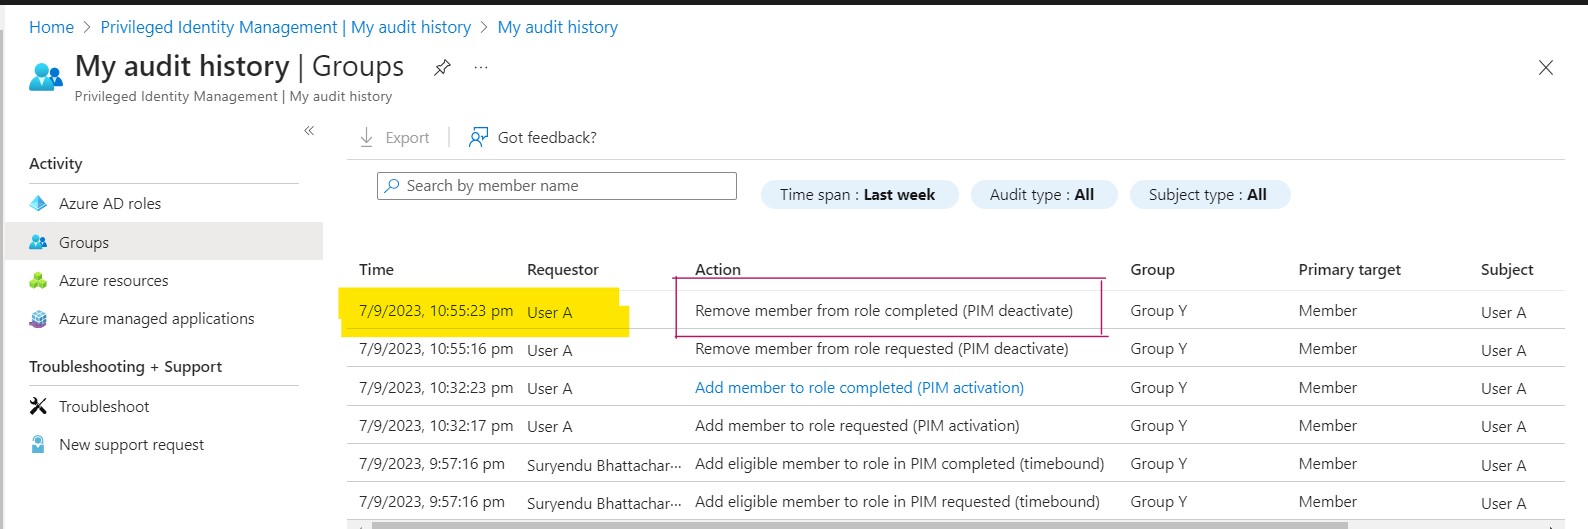 Home > Privileged Identity Management | My audit history > My audit history
My audit history | Groups
Privileged Identity Management | My audit history
Activity
Azure AD roles
Groups
Azure resources
Azure managed applications
Troubleshooting + Support
Troubleshoot
New support request
Export Got feedback?
Search by member name Time span : Last week Audit type : All Subject type : All
Time Requestor Action Group Primary target Subject
7/9/2023, 10:55:23 pm User A Remove member from role completed (PIM deactivate) Group Y Member User A
7/9/2023, 10:55:16 pm User A Remove member from role requested (PIM deactivate) Group Y Member User A
7/9/2023, 10:32:23 pm User A Add member to role completed (PIM activation) Group Y Member User A
7/9/2023, 10:32:17 pm User A Add member to role requested (PIM activation) Group Y Member User A
7/9/2023, 9:57:16 pm Suryendu Bhattachar... Add eligible member to role in PIM completed (timebound) Group Y Member User A
7/9/2023, 9:57:16 pm Suryendu Bhattachar... Add eligible member to role in PIM requested (timebound) Group Y Member User A